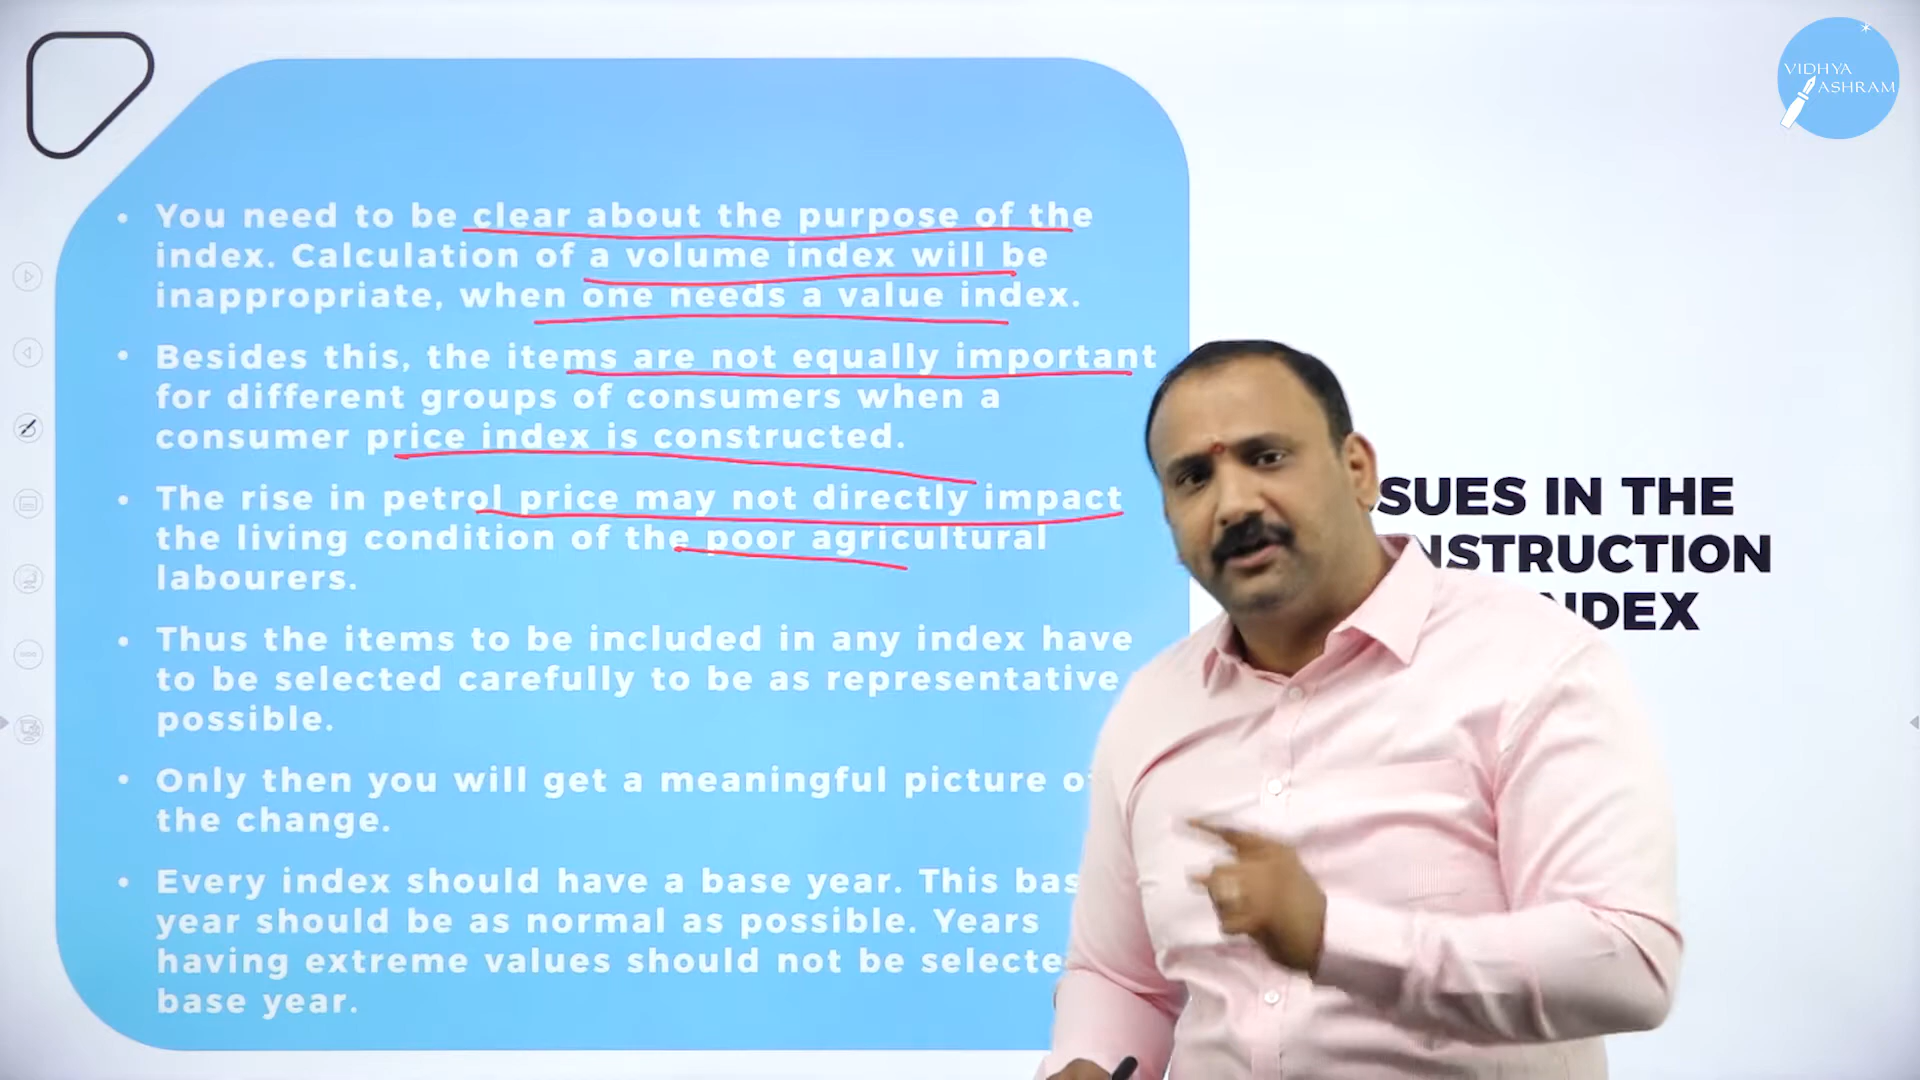 VIDHYA
ASHRAM
You need to be clear about the purpose of the
index. Calculation of a volume index will be
inappropriate, when one needs a value index.
Besides this, the items are not equally important
for different groups of consumers when a
consumer price index is constructed.
The rise in petrol price may not directly impact
the living condition of the poor agricultural
labourers.
Thus the items to be included in any index have
to be selected carefully to be as representative
possible.
Only then you will get a meaningful picture
the change.
Every index should have a base year. This
year should be as normal as possible. Years
having extreme values should not be
base year.
IN THE